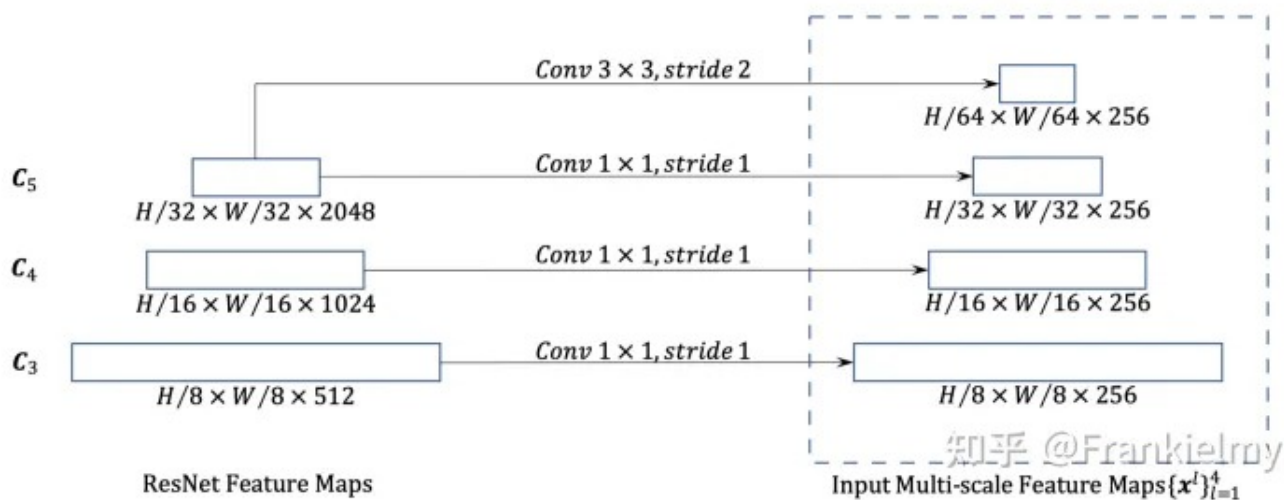 Conv 3 × 3, stride 2
H/64 × W/64 × 256
C₅
Conv 1 × 1, stride 1
H/32 × W/32 × 2048
H/32 × W/32 × 256
C₄
Conv 1 × 1, stride 1
H/16 × W/16 × 1024
H/16 × W/16 × 256
C₃
Conv 1 × 1, stride 1
H/8 × W/8 × 512
H/8 × W/8 × 256
知乎 @Frankielmy
ResNet Feature Maps
Input Multi-scale Feature Maps{xˡ}⁴ₗ₌₁